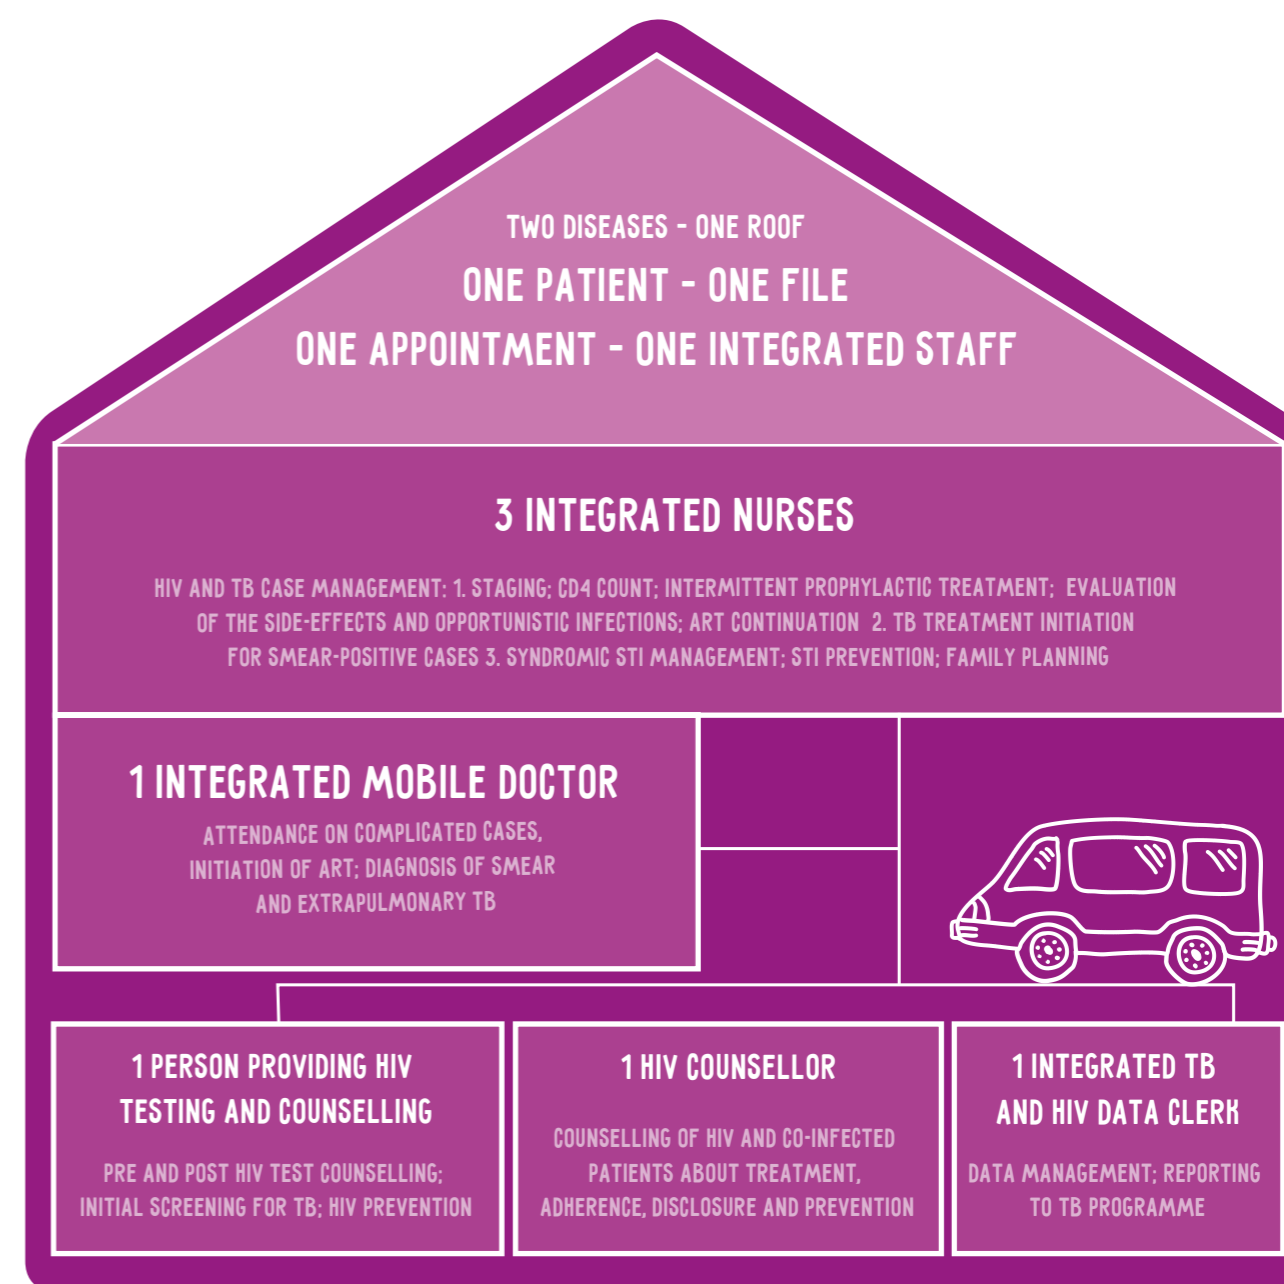 TWO DISEASES - ONE ROOF
ONE PATIENT - ONE FILE
ONE APPOINTMENT - ONE INTEGRATED STAFF
3 INTEGRATED NURSES
HIV AND TB CASE MANAGEMENT: 1. STAGING; CD4 COUNT; INTERMITTENT PROPHYLACTIC TREATMENT; EVALUATION
OF THE SIDE-EFFECTS AND OPPORTUNISTIC INFECTIONS; ART CONTINUATION 2. TB TREATMENT INITIATION
FOR SMEAR-POSITIVE CASES 3. SYNDROMIC STI MANAGEMENT; STI PREVENTION; FAMILY PLANNING
1 INTEGRATED MOBILE DOCTOR
ATTENDANCE ON COMPLICATED CASES,
INITIATION OF ART; DIAGNOSIS OF SMEAR
AND EXTRAPULMONARY TB
1 PERSON PROVIDING HIV
TESTING AND COUNSELLING
PRE AND POST HIV TEST COUNSELLING;
INITIAL SCREENING FOR TB; HIV PREVENTION
1 HIV COUNSELLOR
COUNSELLING OF HIV AND CO-INFECTED
PATIENTS ABOUT TREATMENT,
ADHERENCE, DISCLOSURE AND PREVENTION
1 INTEGRATED TB
AND HIV DATA CLERK
DATA MANAGEMENT; REPORTING
TO TB PROGRAMME